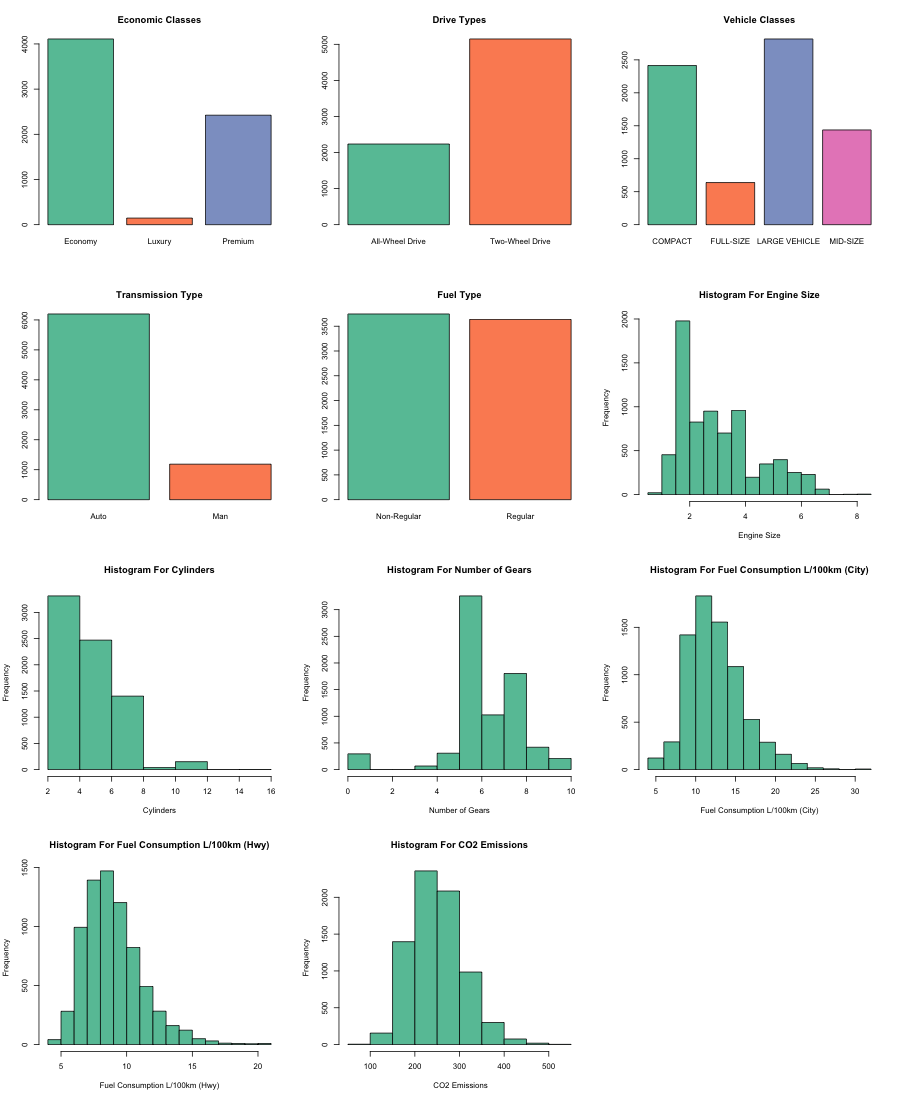 Economic Classes
0
1000
2000
3000
4000
Economy
Luxury
Premium
Drive Types
0
1000
2000
3000
4000
5000
All-Wheel Drive
Two-Wheel Drive
Vehicle Classes
0
500
1000
1500
2000
2500
COMPACT
FULL-SIZE
LARGE VEHICLE
MID-SIZE
Transmission Type
0
1000
2000
3000
4000
5000
6000
Auto
Man
Fuel Type
0
500
1000
1500
2000
2500
3000
3500
Non-Regular
Regular
Histogram For Engine Size
Frequency
0
500
1000
1500
2000
2
4
6
8
Engine Size
Histogram For Cylinders
Frequency
0
500
1000
1500
2000
2500
3000
2
4
6
8
10
12
14
16
Cylinders
Histogram For Number of Gears
Frequency
0
500
1000
1500
2000
2500
3000
0
2
4
6
8
10
Number of Gears
Histogram For Fuel Consumption L/100km (City)
Frequency
0
500
1000
1500
5
10
15
20
25
30
Fuel Consumption L/100km (City)
Histogram For Fuel Consumption L/100km (Hwy)
Frequency
0
500
1000
1500
5
10
15
20
Fuel Consumption L/100km (Hwy)
Histogram For CO2 Emissions
Frequency
0
500
1000
1500
2000
100
200
300
400
500
CO2 Emissions